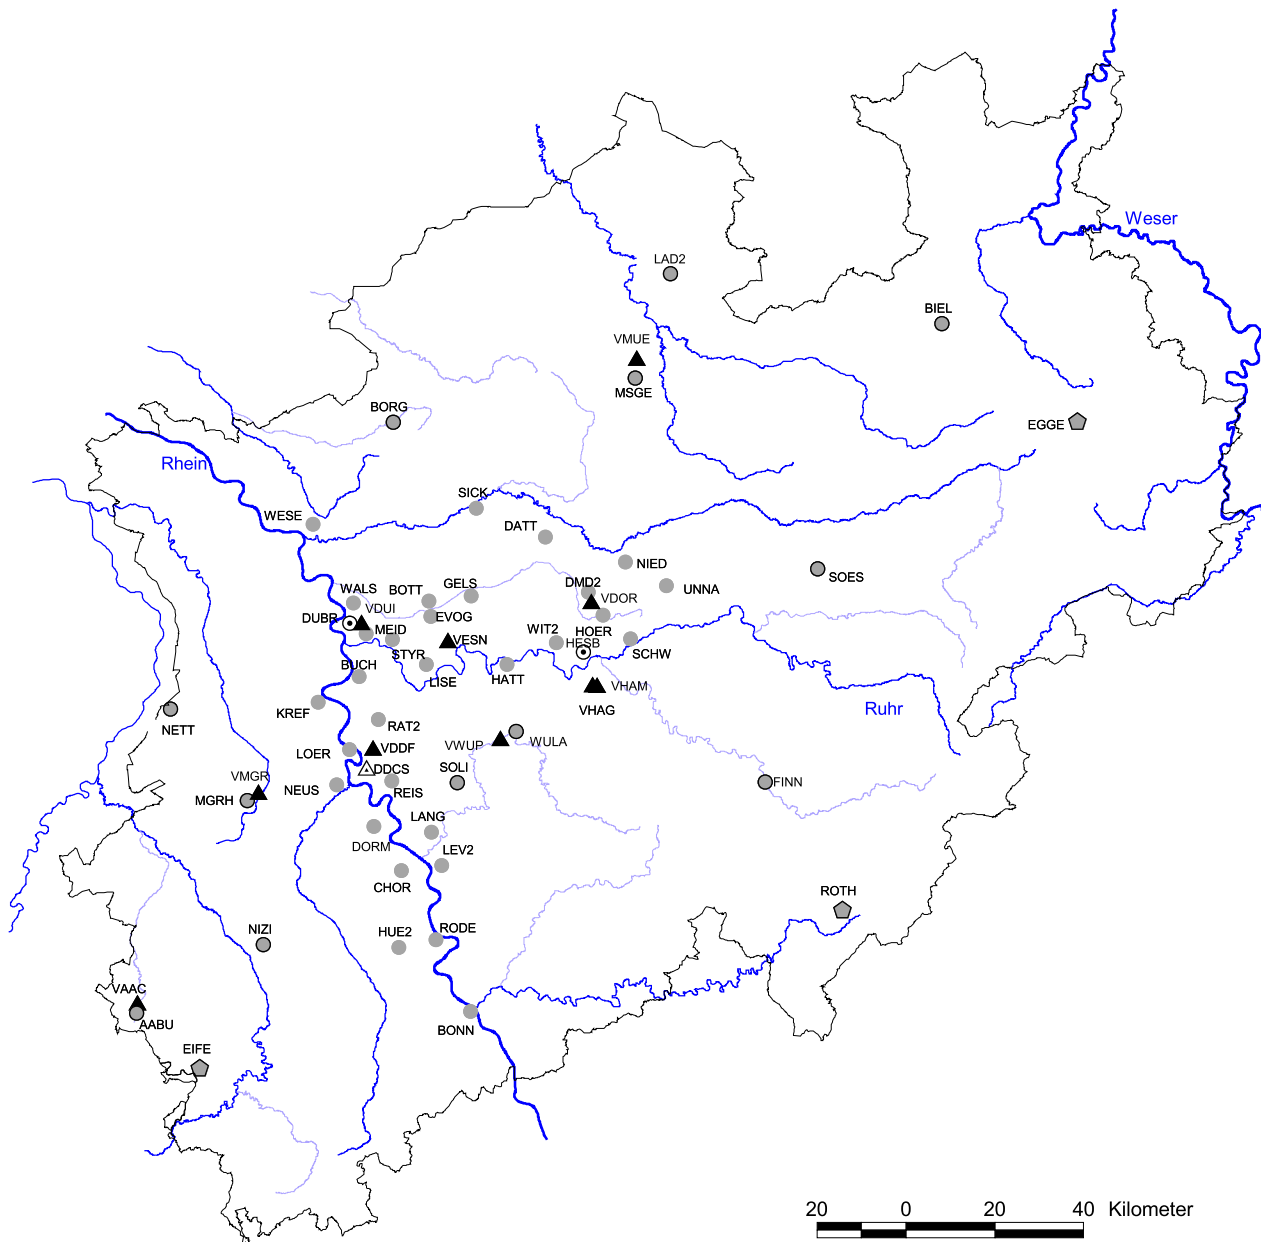 Weser
LAD2
BIEL
VMUE
MSGE
BORG
EGGE
Rhein
SICK
WESE
DATT
NIED
SOES
DMD2
UNNA
WALS
BOTT
GELS
VDUI
VDOR
DUBR
EVOG
MEID
VESN
WIT2
HOER
HESB
STYR
SCHW
BUCH
LISE
HATT
VHAM
VHAG
KREF
Ruhr
NETT
RAT2
LOER
VDDF
VWUP
WULA
DDCS
SOLI
VMGR
FINN
MGRH
NEUS
REIS
LANG
DORM
LEV2
CHOR
ROTH
NIZI
HUE2
RODE
VAAC
AABU
BONN
EIFE
20 0 20 40 Kilometer